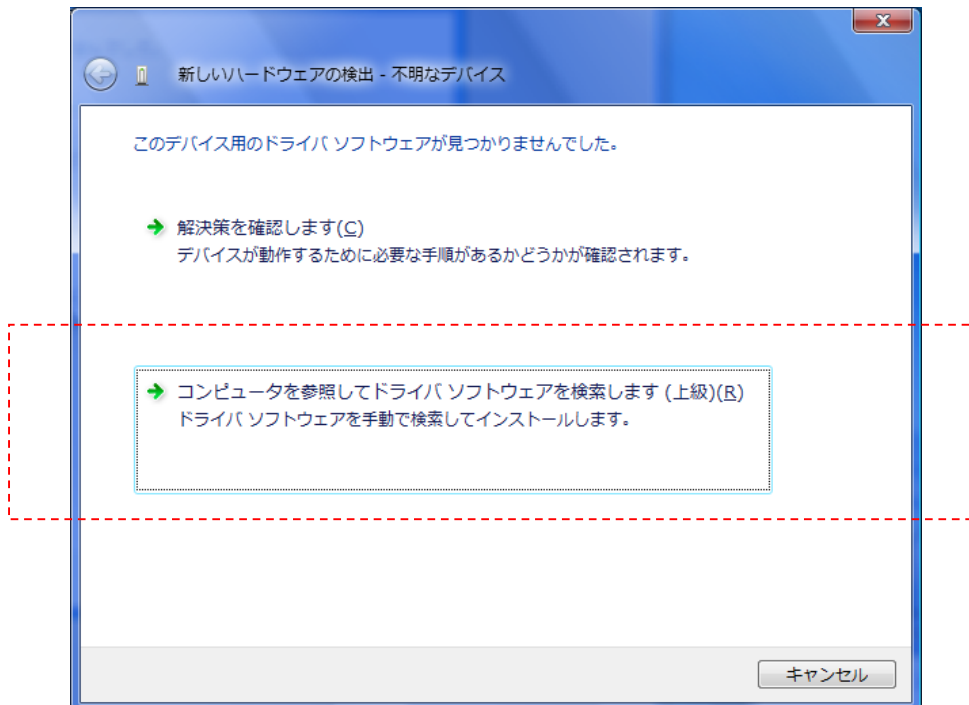 新しいハードウェアの検出 - 不明なデバイス
このデバイス用のドライバ ソフトウェアが見つかりませんでした。
解決策を確認します(C)
デバイスが動作するために必要な手順があるかどうかが確認されます。
コンピュータを参照してドライバ ソフトウェアを検索します (上級)(R)
ドライバ ソフトウェアを手動で検索してインストールします。
キャンセル